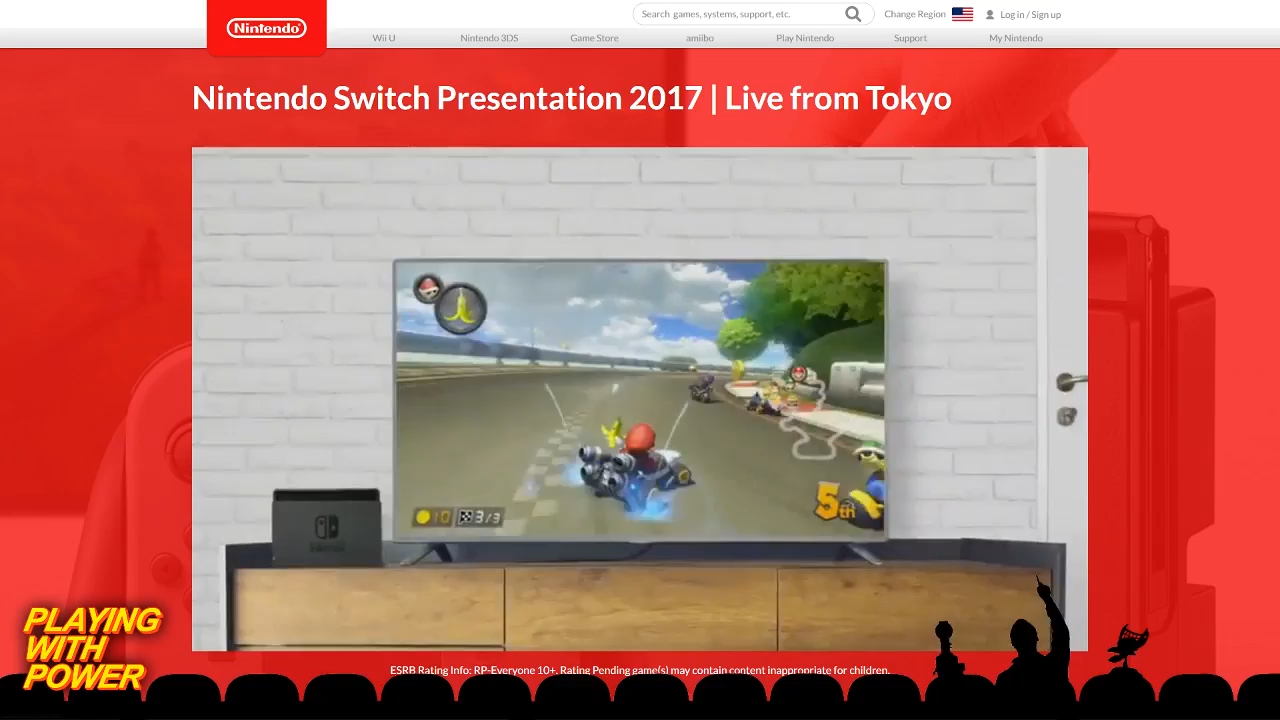 Nintendo
Search games, systems, support, etc.
Change Region
Log in / Sign up
Wii U
Nintendo 3DS
Game Store
amiibo
Play Nintendo
Support
My Nintendo
Nintendo Switch Presentation 2017 | Live from Tokyo
10
3/3
5th
PLAYING
WITH
POWER
ESRB Rating Info: RP-Everyone 10+. Rating Pending game(s) may contain content inappropriate for children.